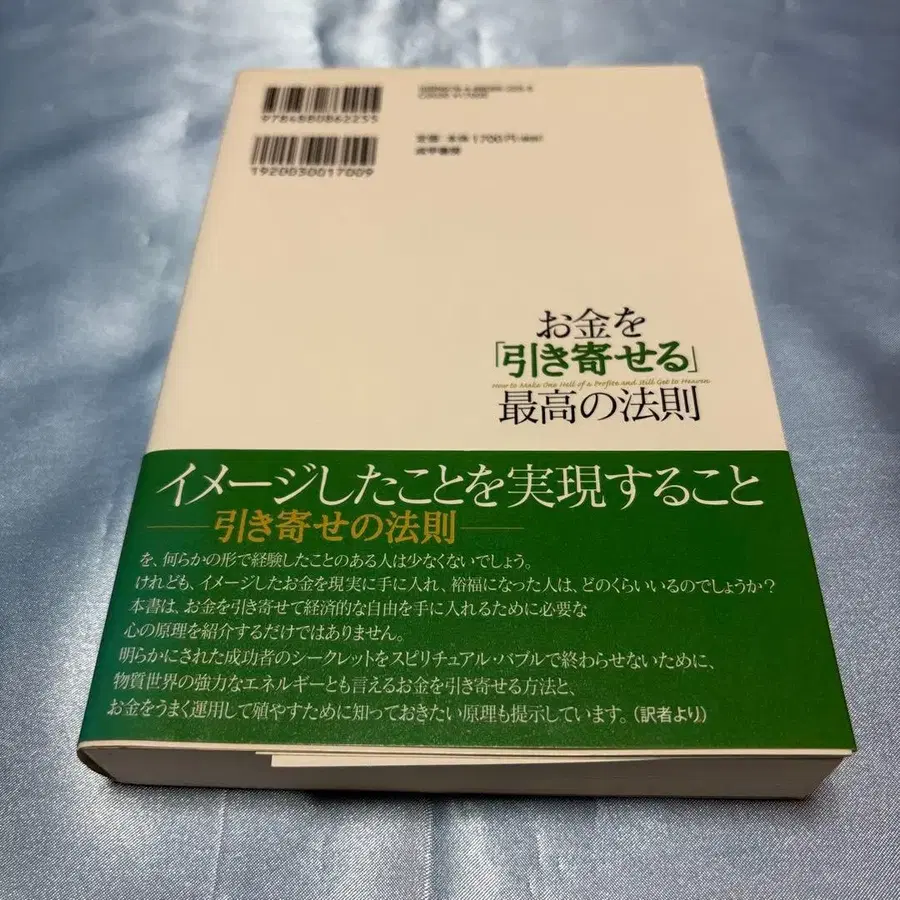 9784880862255
1920030017009
定価：本体1700円＋税
成甲書房
お金を
「引き寄せる」
How to Make One Hell of a Profit and Still Get to Heaven
最高の法則
イメージしたことを実現すること
引き寄せの法則
を、何らかの形で経験したことのある人は少なくないでしょう。
けれども、イメージしたお金を現実に手に入れ、裕福になった人は、どのくらいいるのでしょうか?
本書は、お金を引き寄せて経済的な自由を手に入れるために必要な
心の原理を紹介するだけではありません。
明らかにされた成功者のシークレットをスピリチュアル・バブルで終わらせないために、
物質世界の強力なエネルギーとも言えるお金を引き寄せる方法と、
お金をうまく運用して殖やすために知っておきたい原理も提示しています。(訳者より)